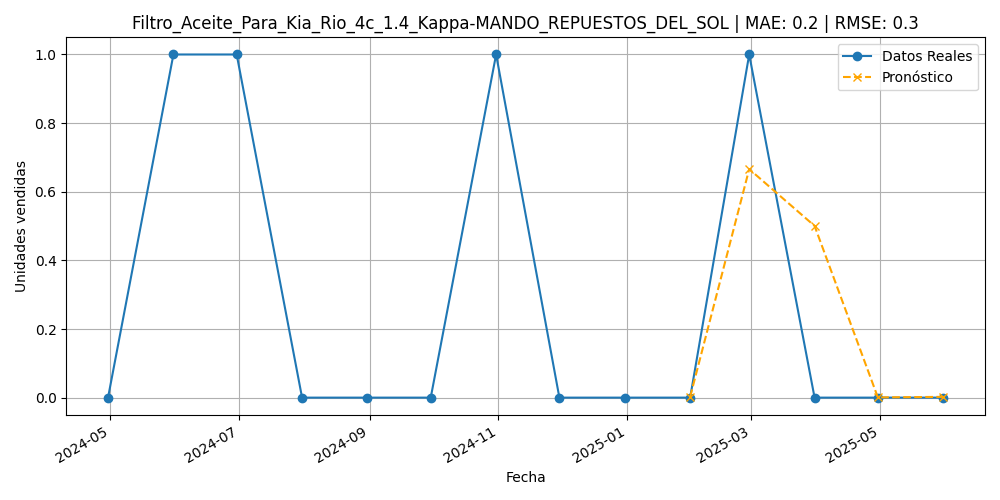 Filtro_Aceite_Para_Kia_Rio_4c_1.4_Kappa-MANDO_REPUESTOS_DEL_SOL | MAE: 0.2 | RMSE: 0.3
Datos Reales
Pronóstico
Unidades vendidas
1.0
0.8
0.6
0.4
0.2
0.0
2024-05
2024-07
2024-09
2024-11
2025-01
2025-03
2025-05
Fecha